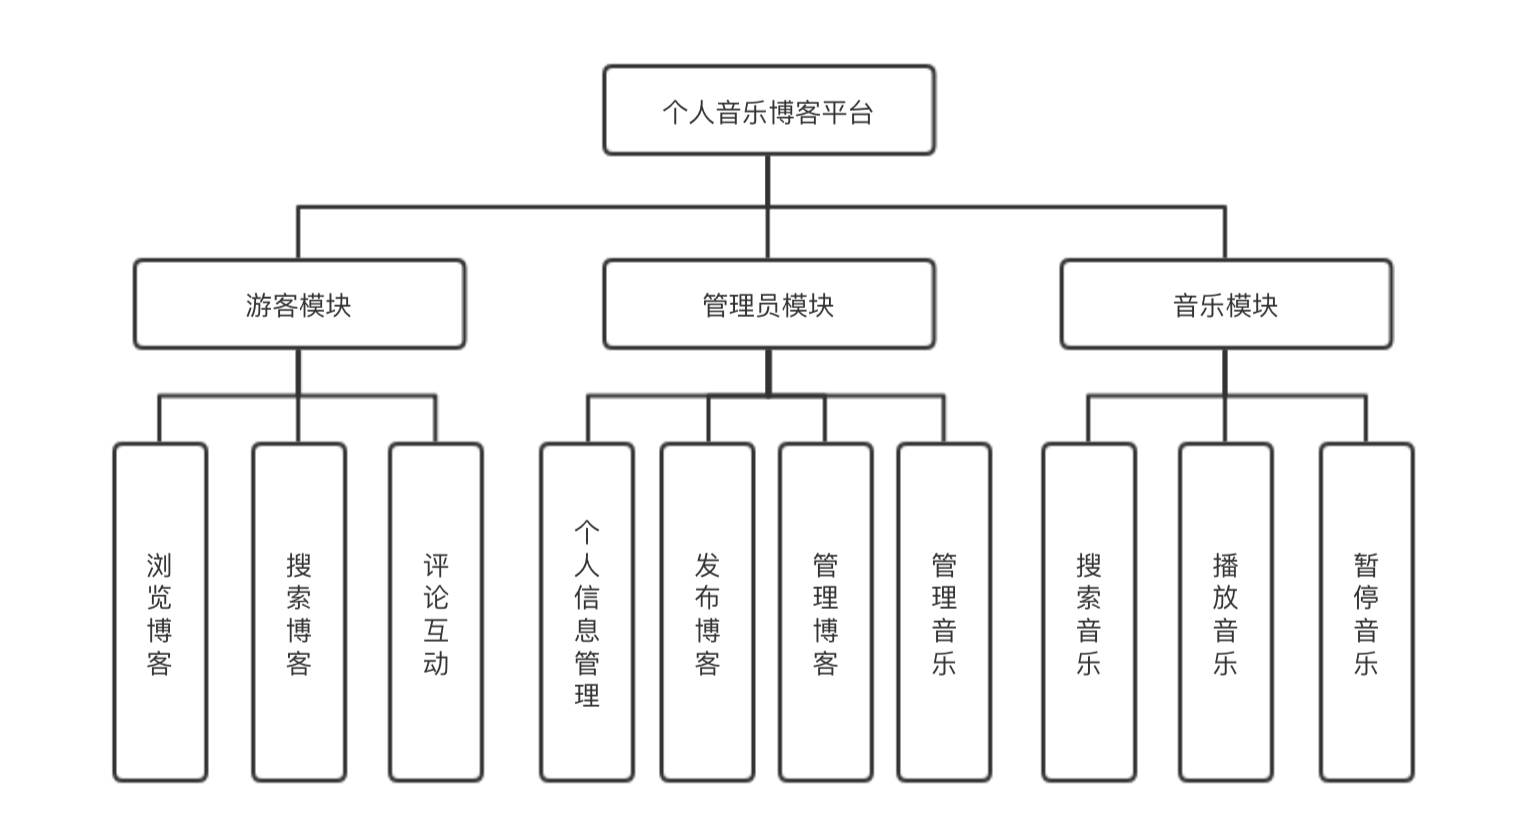 个人音乐博客平台
游客模块
管理员模块
音乐模块
浏览博客
搜索博客
评论互动
个人信息管理
发布博客
管理博客
管理音乐
搜索音乐
播放音乐
暂停音乐